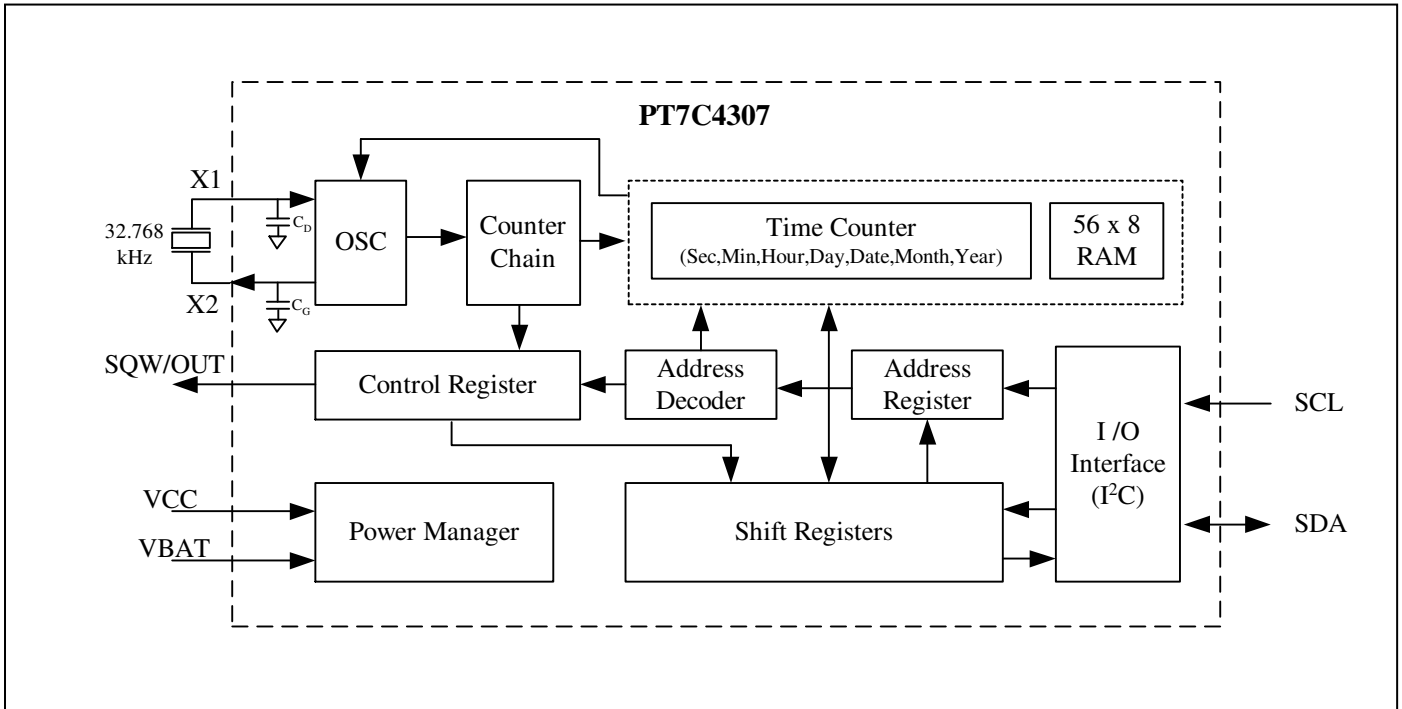 PT7C4307
X1
32.768
kHz
X2
C_D
C_G
OSC
Counter
Chain
Time Counter
(Sec,Min,Hour,Day,Date,Month,Year)
56 x 8
RAM
SQW/OUT
Control Register
Address
Decoder
Address
Register
I /O
Interface
(I²C)
SCL
SDA
VCC
VBAT
Power Manager
Shift Registers